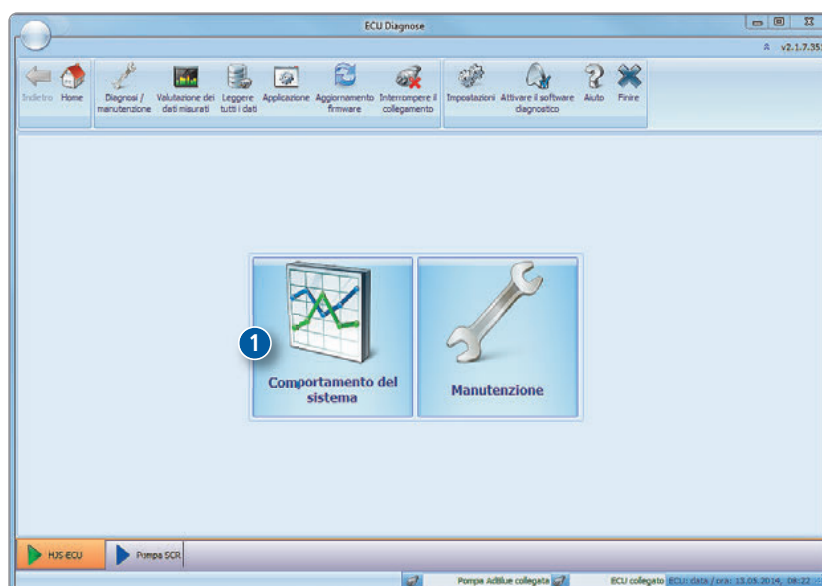 ECU Diagnose
v2.1.7.351
Indietro
Home
Diagnosi /
manutenzione
Valutazione dei
dati misurati
Leggere
tutti i dati
Applicazione
Aggiornamento
firmware
Interrompere il
collegamento
Impostazioni
Attivare il software
diagnostico
Aiuto
Finire
1
Comportamento del
sistema
Manutenzione
HJS-ECU
Pompa SCR
Pompa AdBlue collegata
ECU collegato
ECU: data / ora: 13.05.2014, 08:22